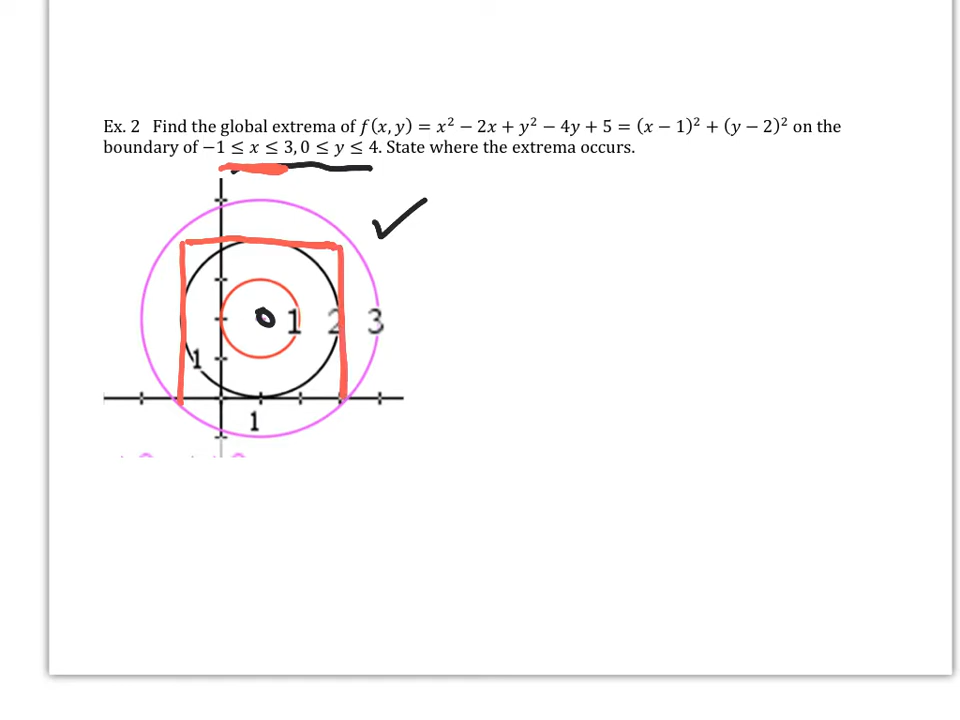 Ex. 2 Find the global extrema of f(x, y) = x² − 2x + y² − 4y + 5 = (x − 1)² + (y − 2)² on the
boundary of −1 ≤ x ≤ 3, 0 ≤ y ≤ 4. State where the extrema occurs.
0 1 2 3
1
1